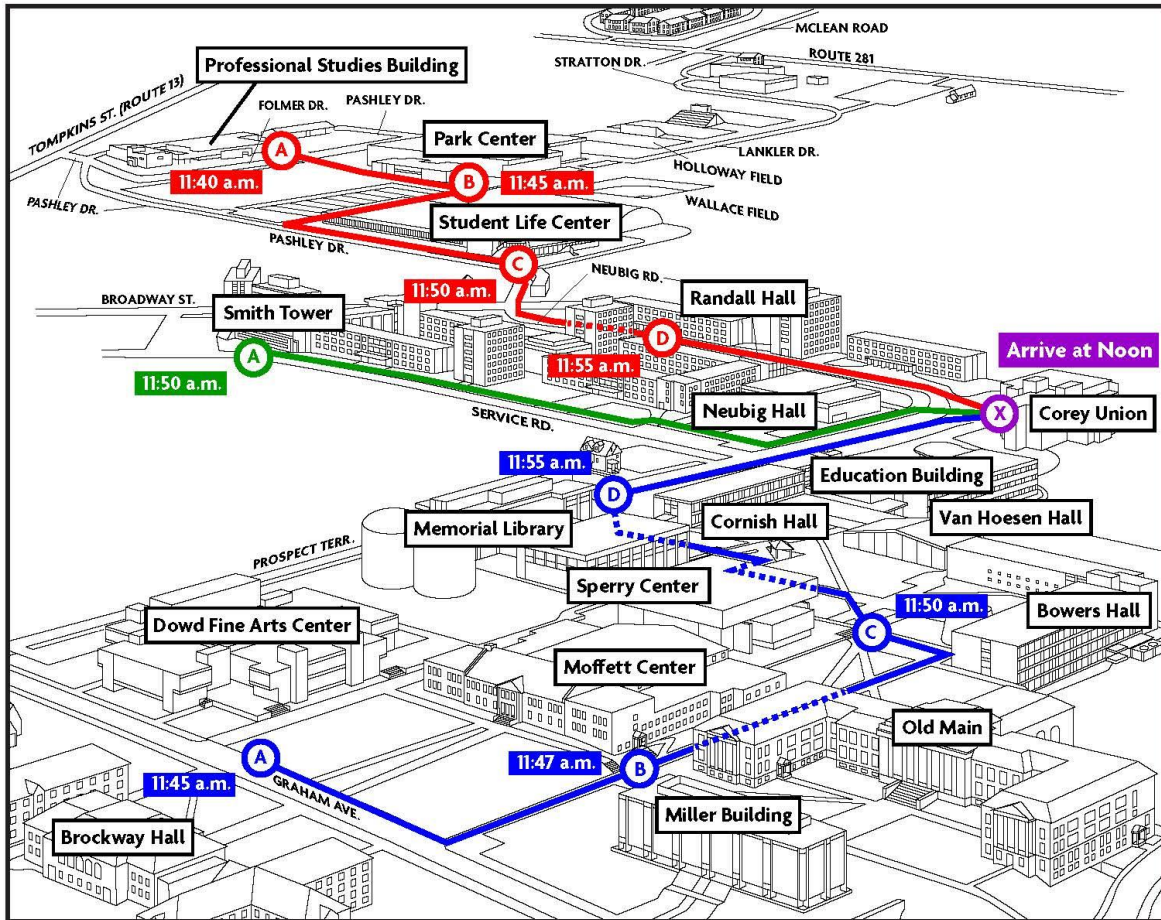 MCLEAN ROAD
ROUTE 281
STRATTON DR.
Professional Studies Building
TOMPKINS ST. (ROUTE 13)
FOLMER DR.
PASHLEY DR.
Park Center
A
11:40 a.m.
B
11:45 a.m.
LANKLER DR.
HOLLOWAY FIELD
WALLACE FIELD
PASHLEY DR.
Student Life Center
PASHLEY DR.
C
11:50 a.m.
NEUBIG RD.
BROADWAY ST.
Smith Tower
Randall Hall
A
11:50 a.m.
D
11:55 a.m.
Arrive at Noon
X
Corey Union
Neubig Hall
SERVICE RD.
11:55 a.m.
D
Education Building
Memorial Library
Cornish Hall
Van Hoesen Hall
PROSPECT TERR.
Sperry Center
11:50 a.m.
Bowers Hall
C
Dowd Fine Arts Center
Moffett Center
Old Main
A
11:45 a.m.
11:47 a.m.
B
GRAHAM AVE.
Miller Building
Brockway Hall